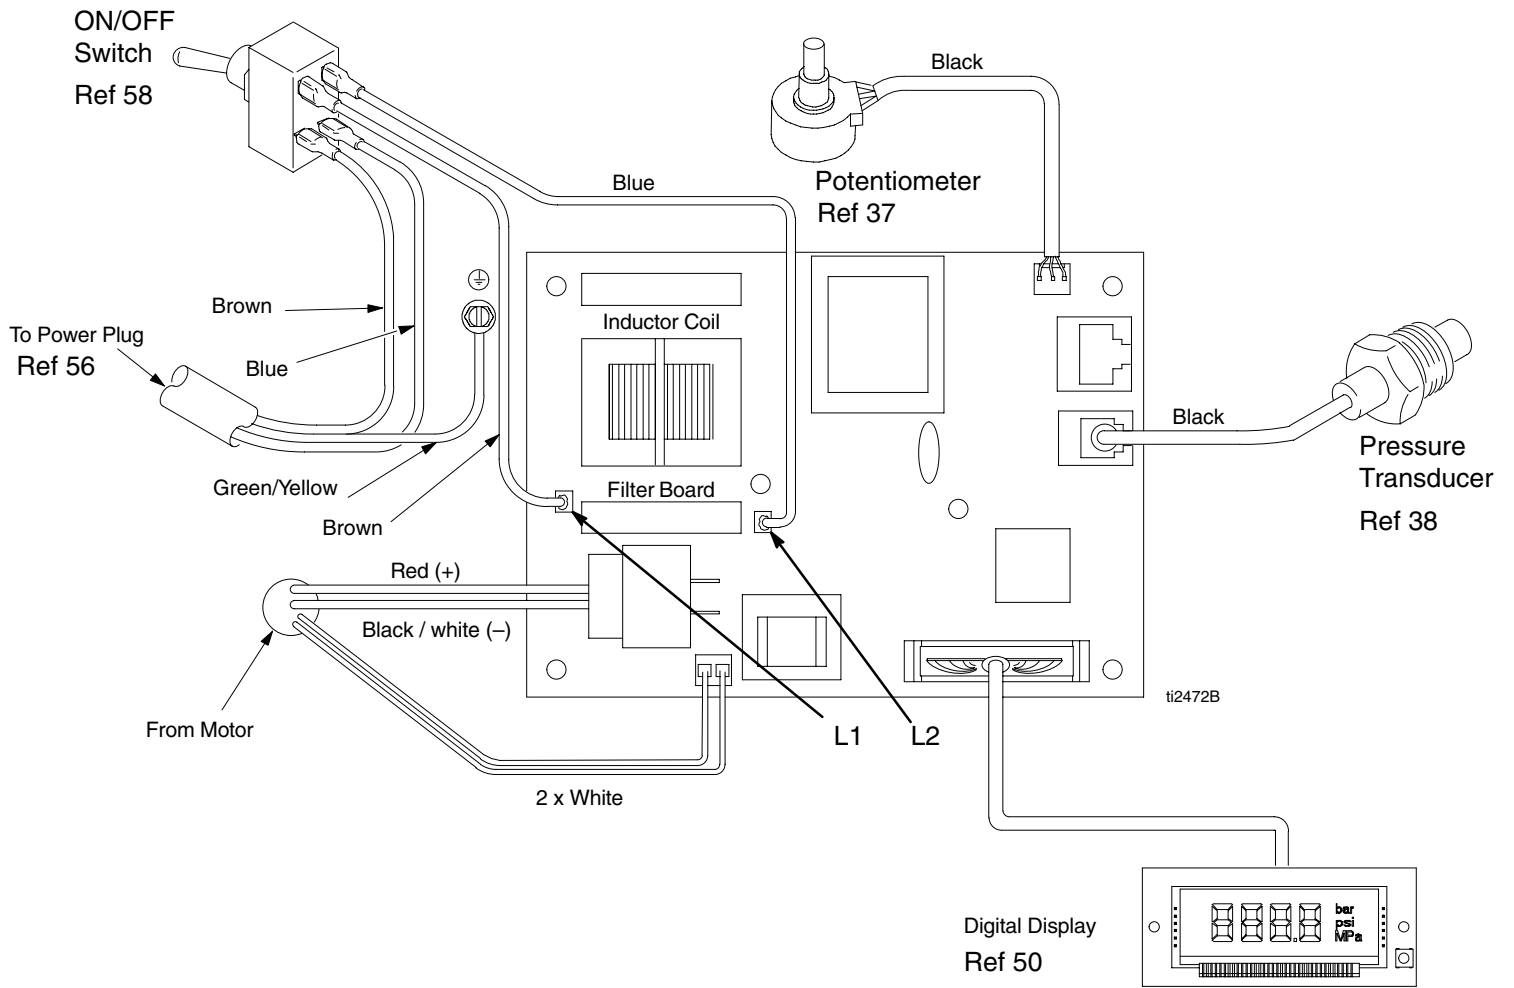 ON/OFF
Switch
Ref 58
Black
Potentiometer
Ref 37
Blue
Brown
To Power Plug
Ref 56
Blue
Inductor Coil
Black
Pressure
Transducer
Ref 38
Green/Yellow
Filter Board
Brown
Red (+)
Black / white (–)
From Motor
L1
L2
ti2472B
2 x White
Digital Display
Ref 50
8888.8
bar
psi
MPa